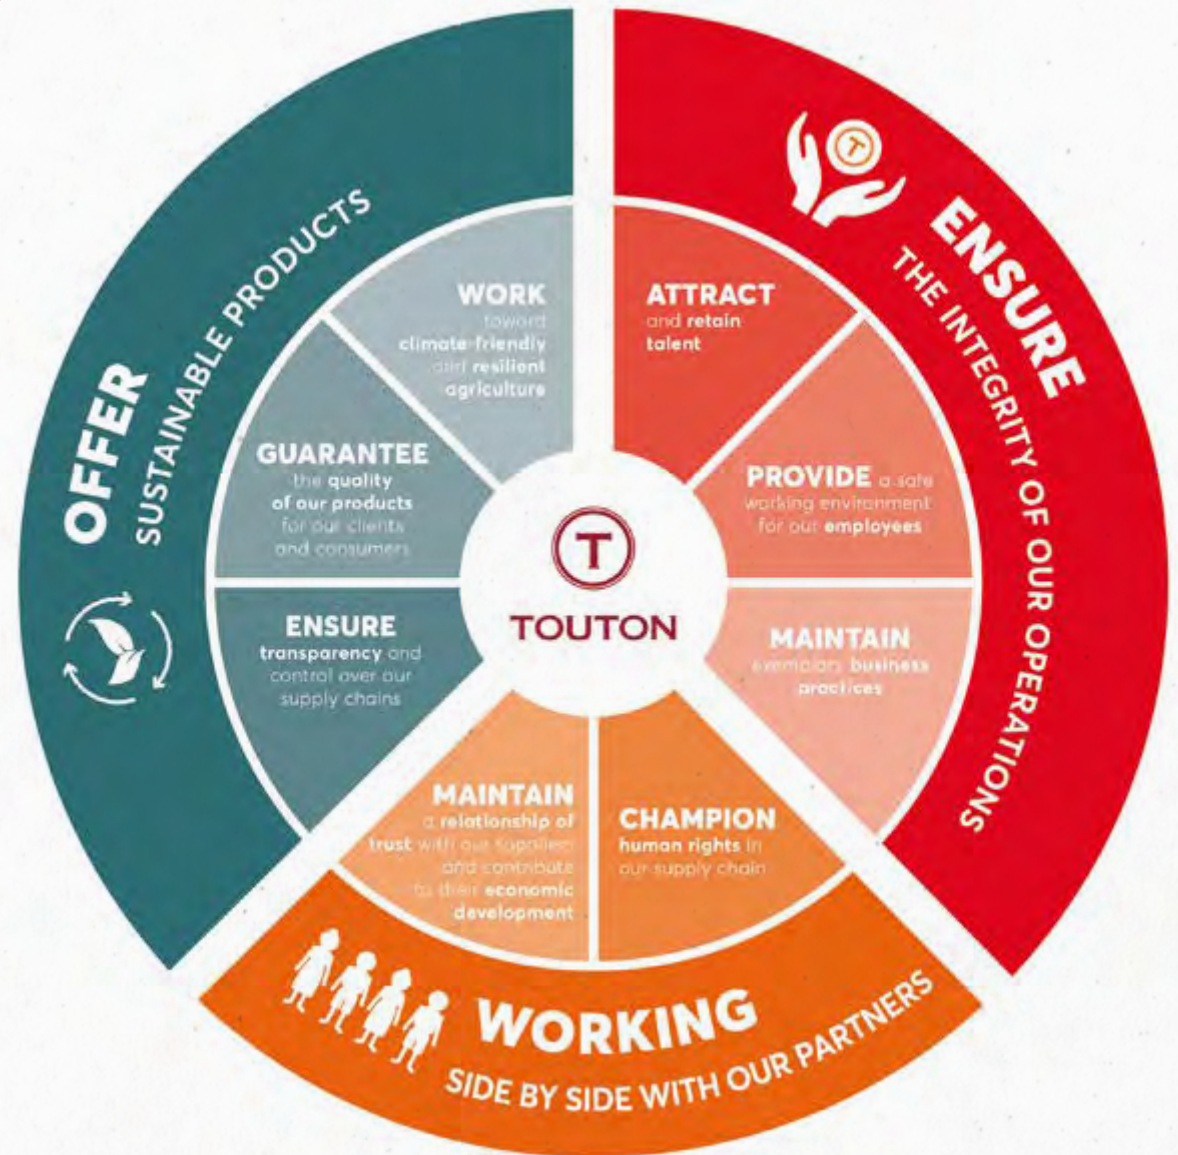 OFFER
SUSTAINABLE PRODUCTS
WORK
toward
climate-friendly
and resilient
agriculture
GUARANTEE
the quality
of our products
for our clients
and consumers
ENSURE
transparency and
control over our
supply chains
ENSURE
THE INTEGRITY OF OUR OPERATIONS
T
ATTRACT
and retain
talent
PROVIDE a safe
working environment
for our employees
MAINTAIN
exemplary business
practices
T
TOUTON
MAINTAIN
a relationship of
trust with our suppliers
and contribute
to their economic
development
CHAMPION
human rights in
our supply chain
WORKING
SIDE BY SIDE WITH OUR PARTNERS